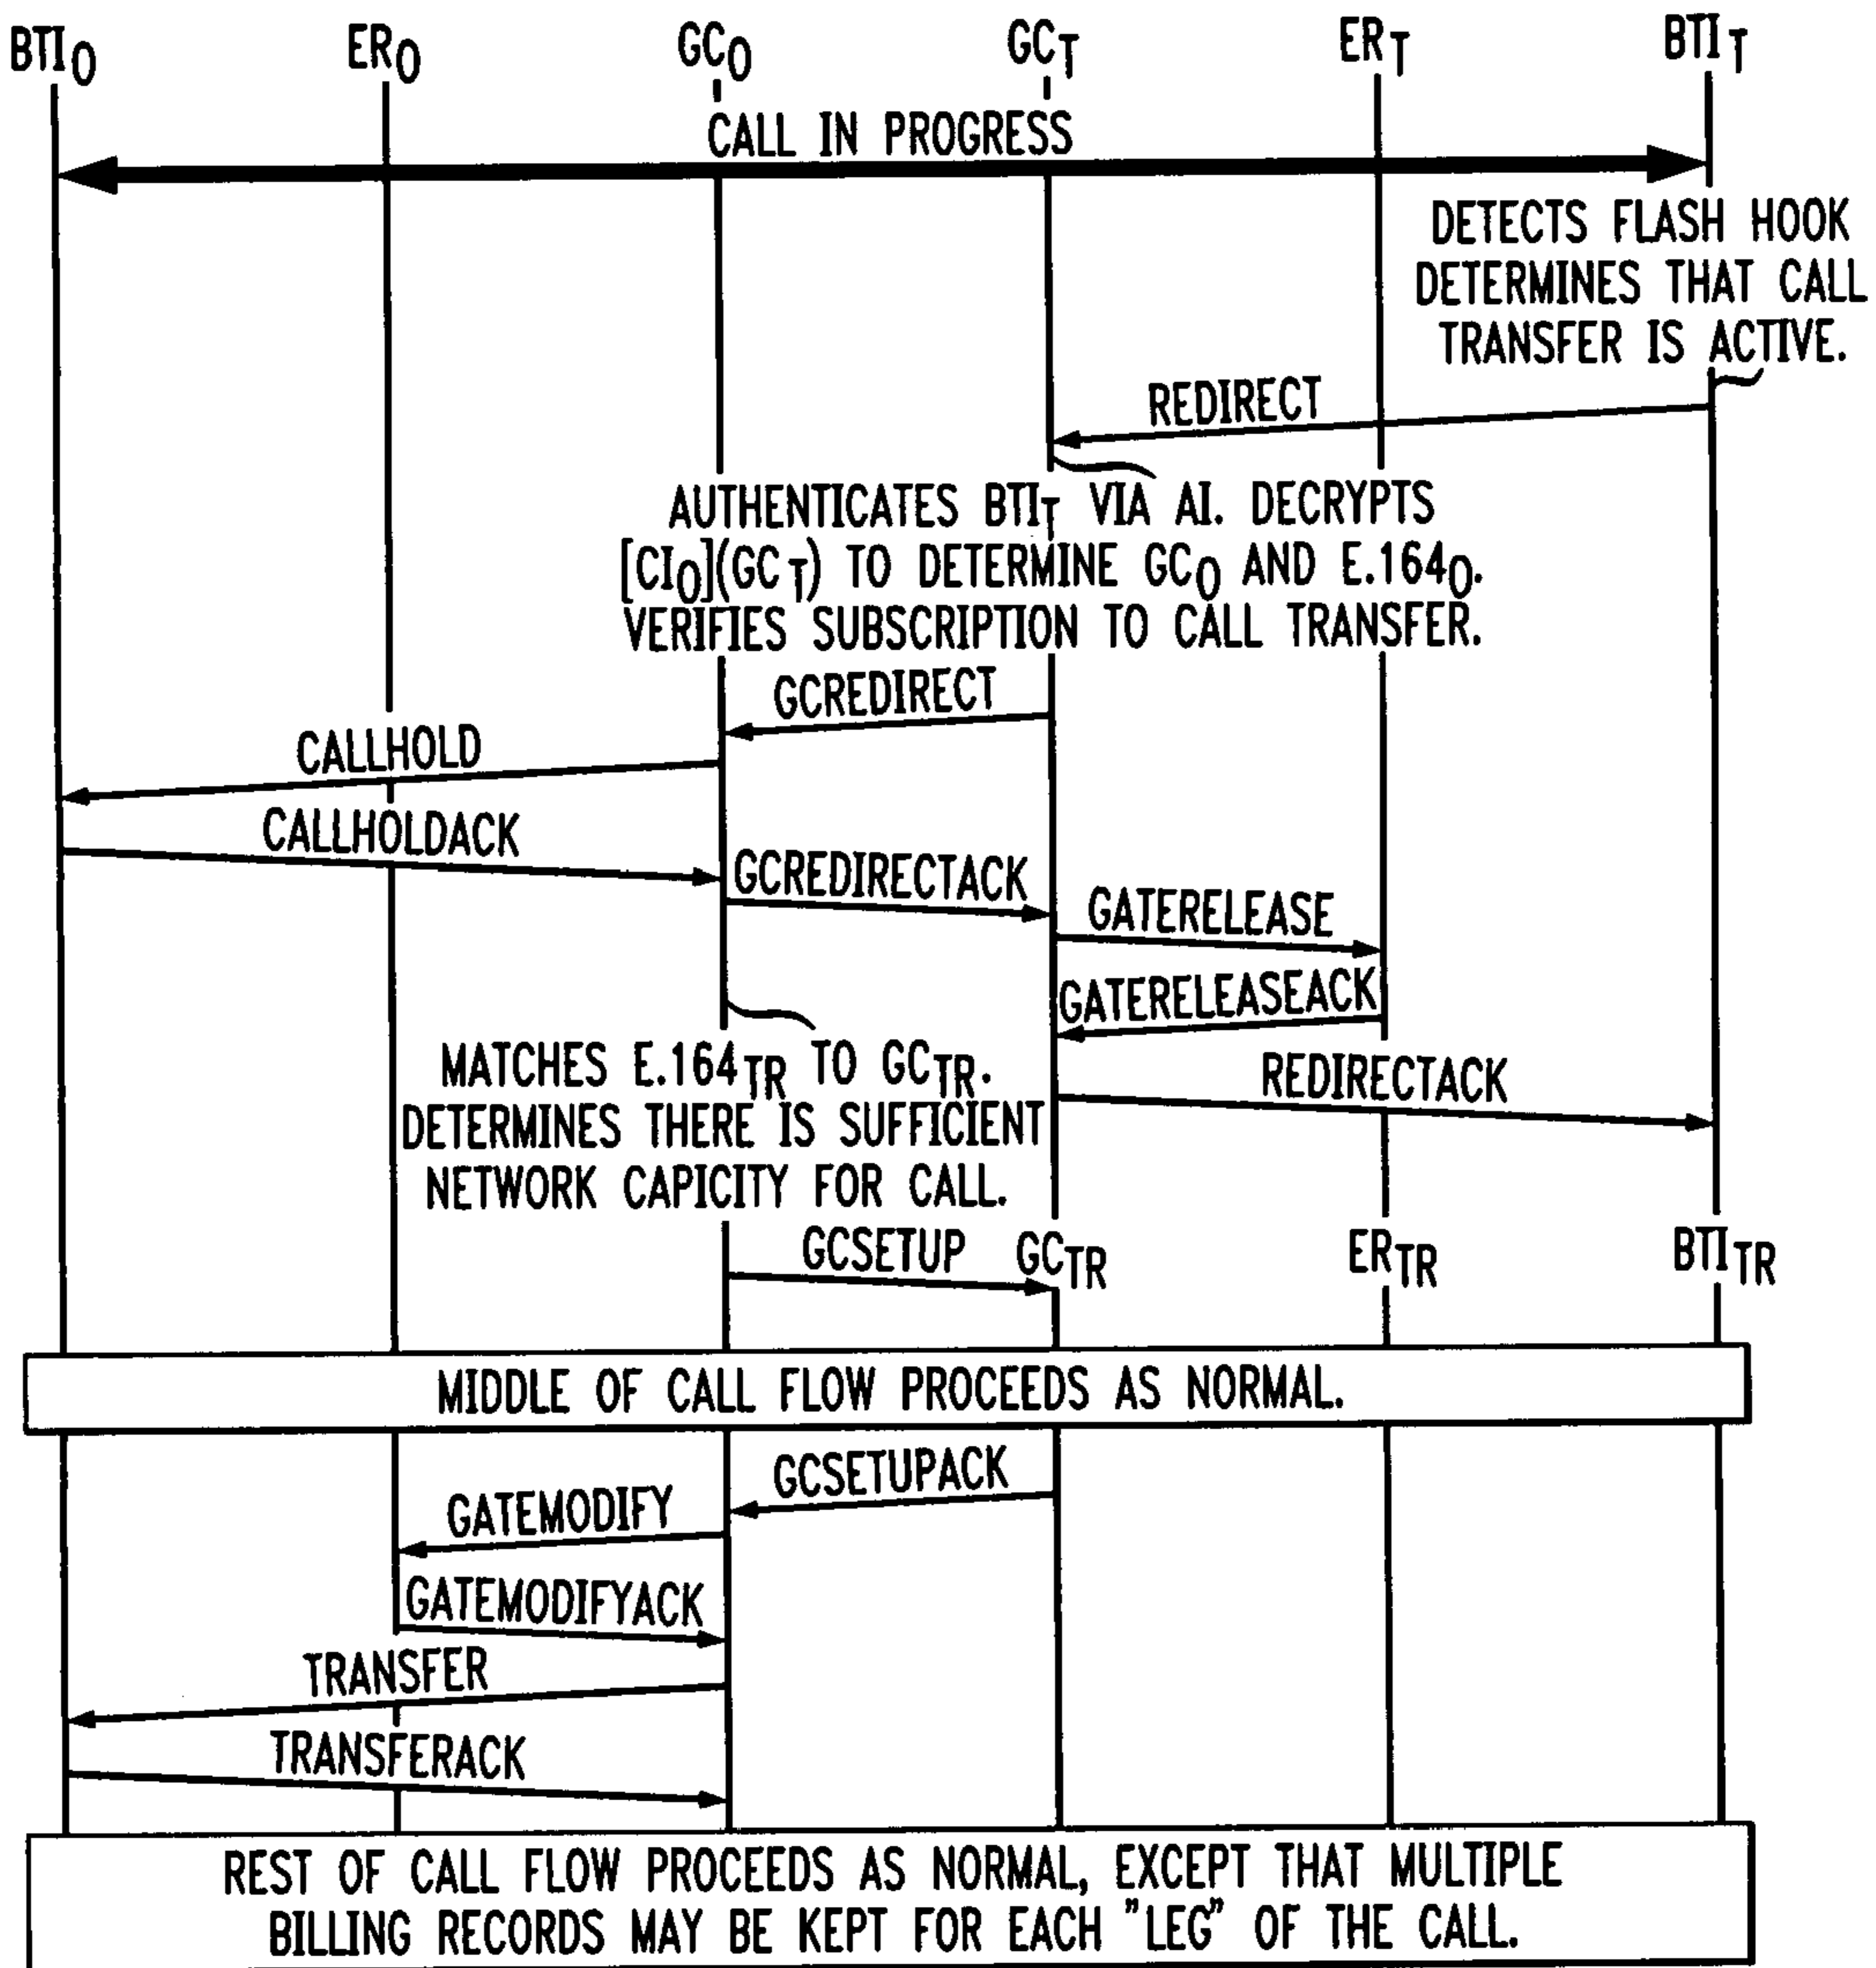 BTIO ERO GCO GCT ERT BTIT
CALL IN PROGRESS
DETECTS FLASH HOOK
DETERMINES THAT CALL
TRANSFER IS ACTIVE.
REDIRECT
AUTHENTICATES BTIT VIA AI. DECRYPTS
[CIO](GCT) TO DETERMINE GCO AND E.164O.
VERIFIES SUBSCRIPTION TO CALL TRANSFER.
GCREDIRECT
CALLHOLD
CALLHOLDACK
GCREDIRECTACK
GATERELEASE
GATERELEASEACK
MATCHES E.164TR TO GCTR.
DETERMINES THERE IS SUFFICIENT
NETWORK CAPICITY FOR CALL.
REDIRECTACK
GCSETUP GCTR ERTR BTITR
MIDDLE OF CALL FLOW PROCEEDS AS NORMAL.
GCSETUPACK
GATEMODIFY
GATEMODIFYACK
TRANSFER
TRANSFERACK
REST OF CALL FLOW PROCEEDS AS NORMAL, EXCEPT THAT MULTIPLE
BILLING RECORDS MAY BE KEPT FOR EACH "LEG" OF THE CALL.